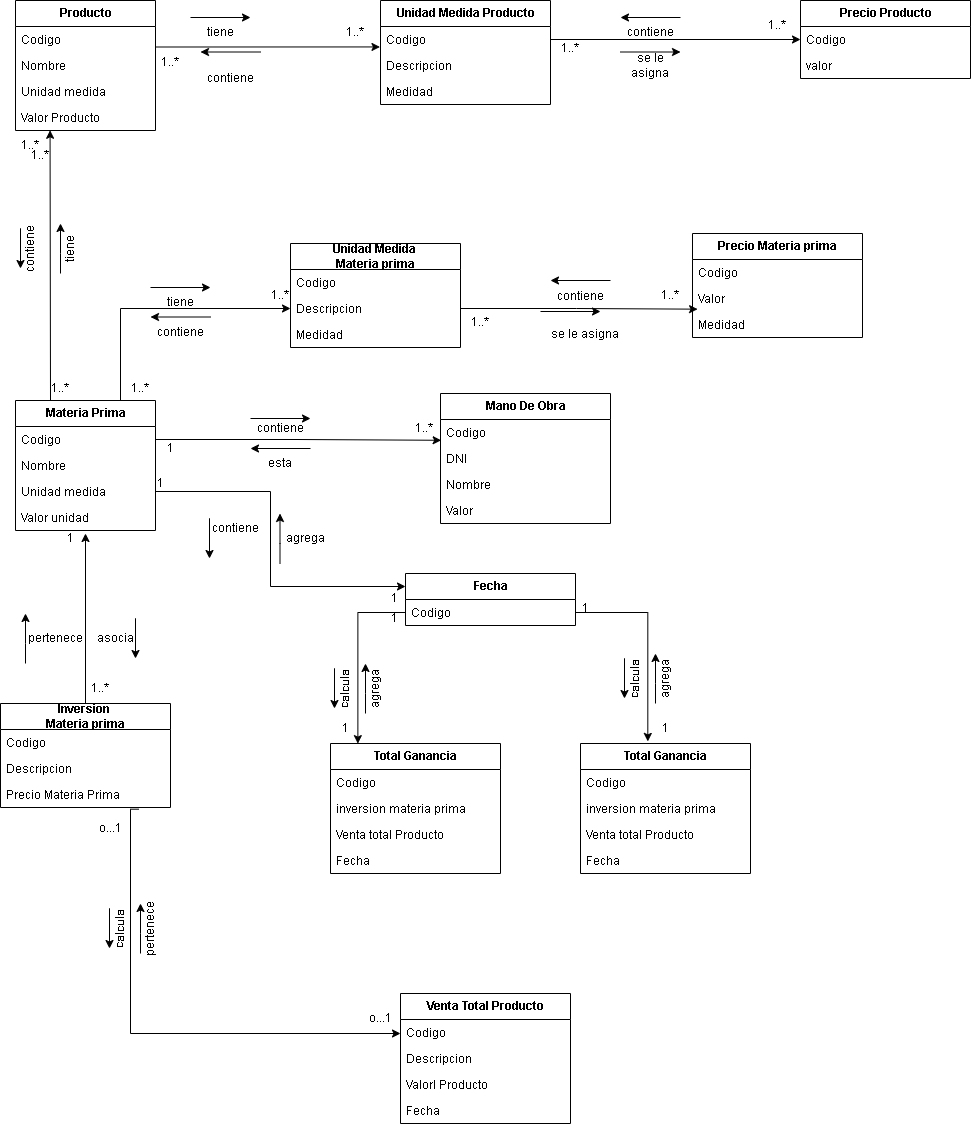 Producto
Codigo
Nombre
Unidad medida
Valor Producto
tiene
contiene
1..*
1..*
Unidad Medida Producto
Codigo
Descripcion
Medidad
contiene
se le
asigna
1..*
1..*
Precio Producto
Codigo
valor
1..*
1..*
contiene
tiene
1..*
1..*
tiene
contiene
1..*
Unidad Medida
Materia prima
Codigo
Descripcion
Medidad
contiene
se le asigna
1..*
1..*
Precio Materia prima
Codigo
Valor
Medidad
Materia Prima
Codigo
Nombre
Unidad medida
Valor unidad
contiene
esta
1
1..*
Mano De Obra
Codigo
DNI
Nombre
Valor
1
contiene
agrega
1
Fecha
Codigo
1
1
1
pertenece
asocia
1..*
calcula
agrega
1
calcula
agrega
1
Inversion
Materia prima
Codigo
Descripcion
Precio Materia Prima
Total Ganancia
Codigo
inversion materia prima
Venta total Producto
Fecha
Total Ganancia
Codigo
inversion materia prima
Venta total Producto
Fecha
o...1
calcula
pertenece
o...1
Venta Total Producto
Codigo
Descripcion
Valorl Producto
Fecha